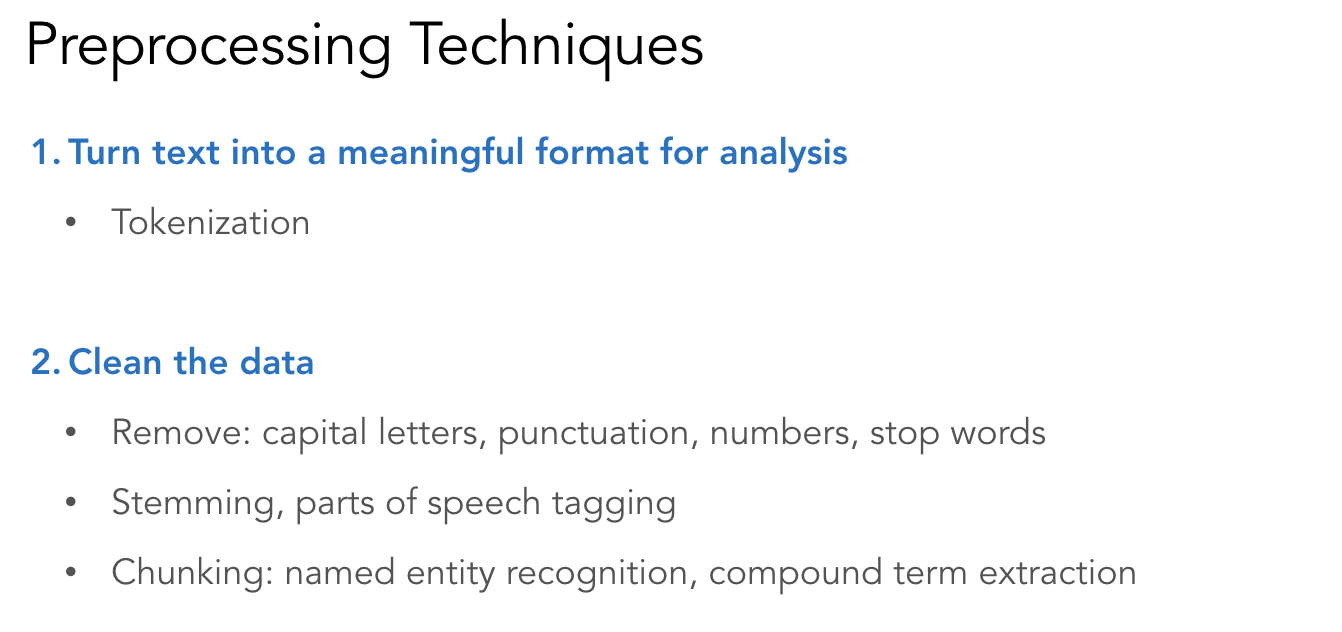 Preprocessing Techniques
1. Turn text into a meaningful format for analysis
• Tokenization
2. Clean the data
• Remove: capital letters, punctuation, numbers, stop words
• Stemming, parts of speech tagging
• Chunking: named entity recognition, compound term extraction